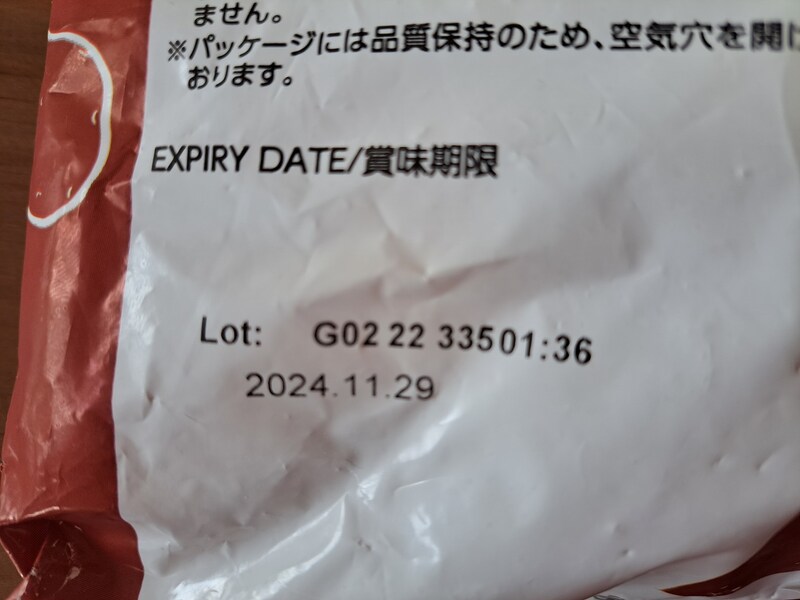 ません。
※パッケージには品質保持のため、空気穴を開け
おります。
EXPIRY DATE/賞味期限
Lot: G02 22 33501:36
2024.11.29